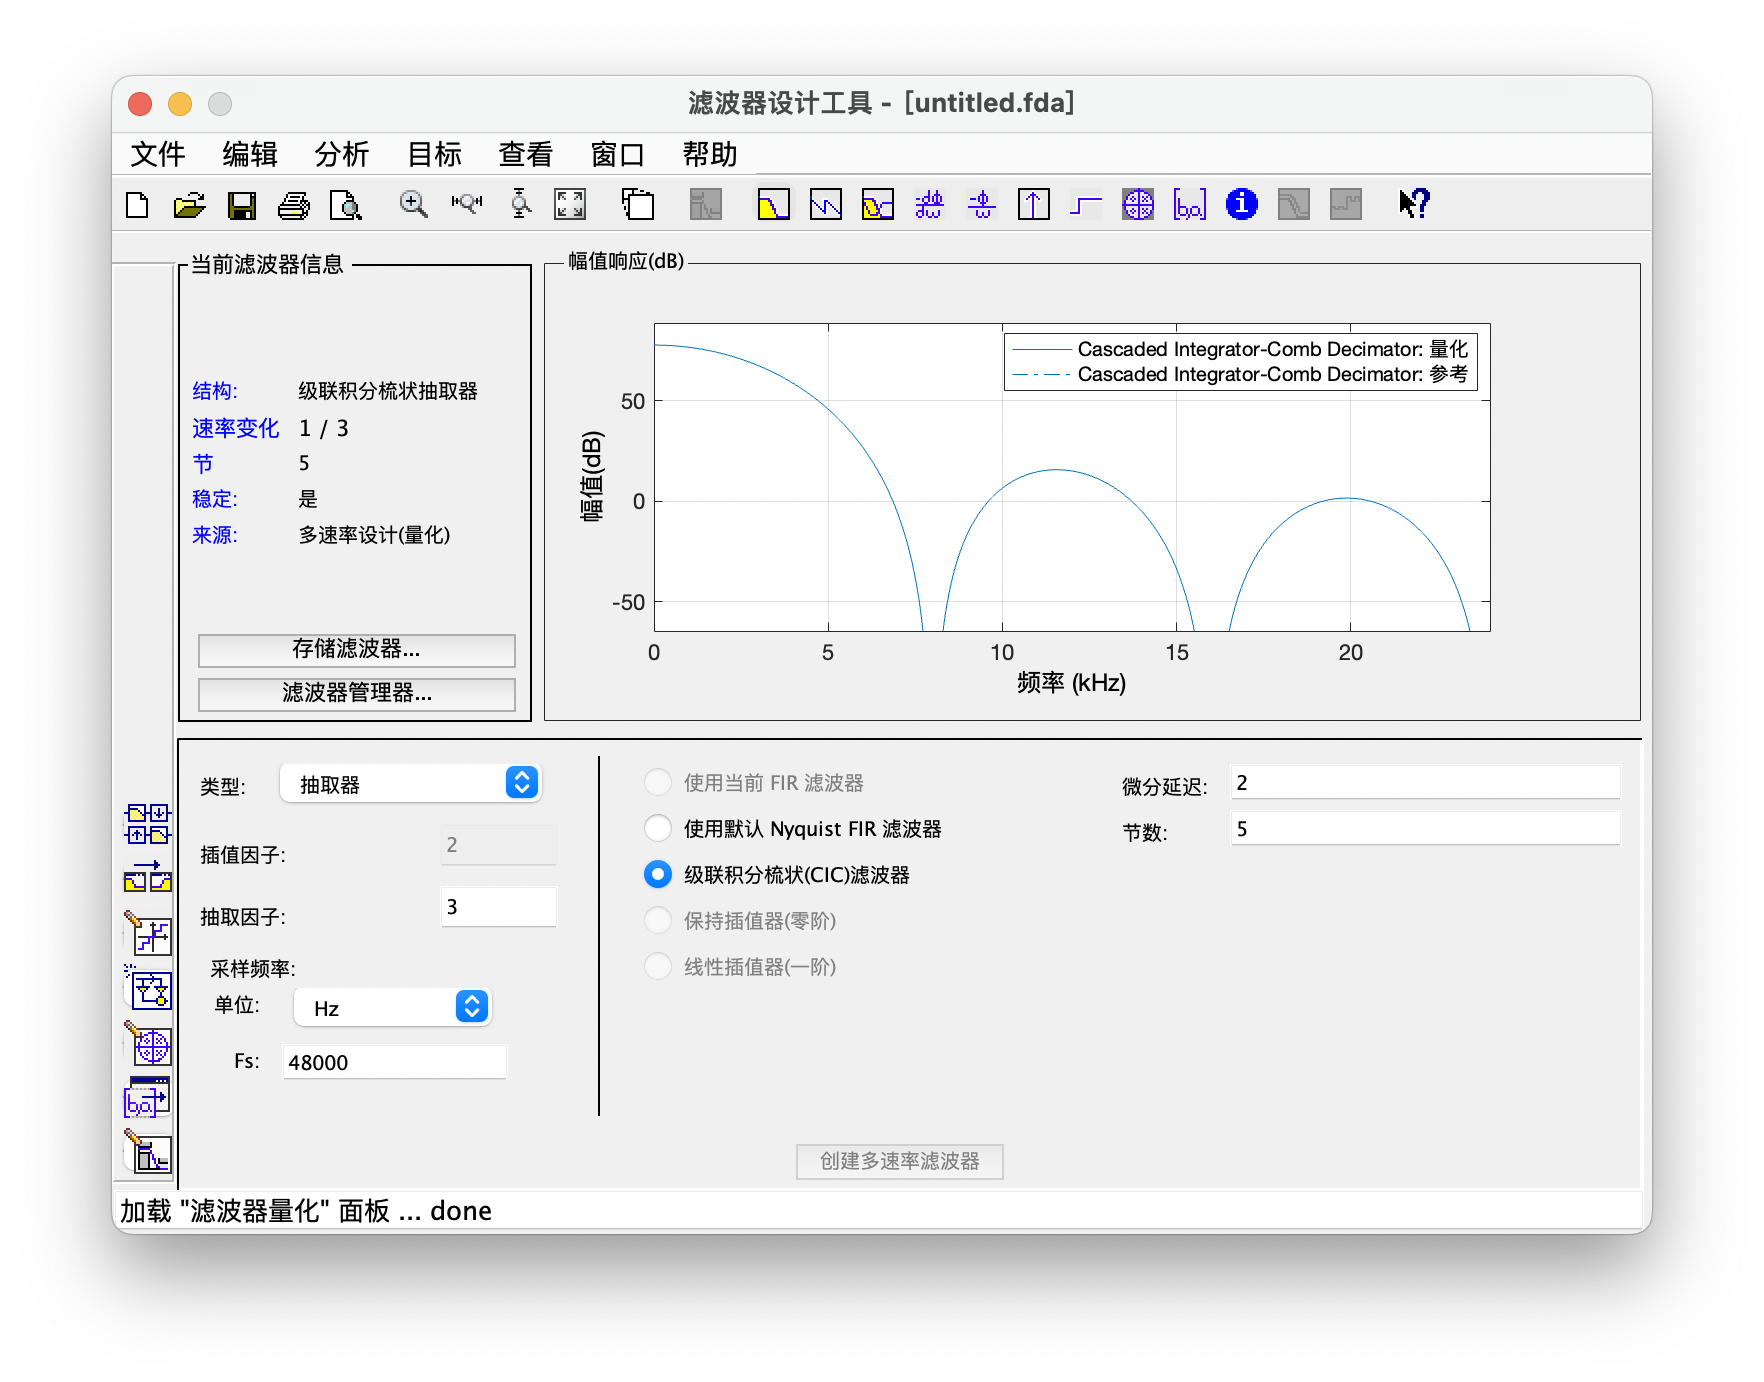 滤波器设计工具 - [untitled.fda]
文件 编辑 分析 目标 查看 窗口 帮助
当前滤波器信息
结构: 级联积分梳状抽取器
速率变化 1 / 3
节 5
稳定: 是
来源: 多速率设计(量化)
存储滤波器...
滤波器管理器...
幅值响应(dB)
Cascaded Integrator-Comb Decimator: 量化
Cascaded Integrator-Comb Decimator: 参考
幅值(dB)
50
0
-50
0 5 10 15 20
频率 (kHz)
类型: 抽取器
插值因子: 2
抽取因子: 3
采样频率:
单位: Hz
Fs: 48000
使用当前 FIR 滤波器
使用默认 Nyquist FIR 滤波器
级联积分梳状(CIC)滤波器
保持插值器(零阶)
线性插值器(一阶)
微分延迟: 2
节数: 5
创建多速率滤波器
加载 "滤波器量化" 面板 ... done